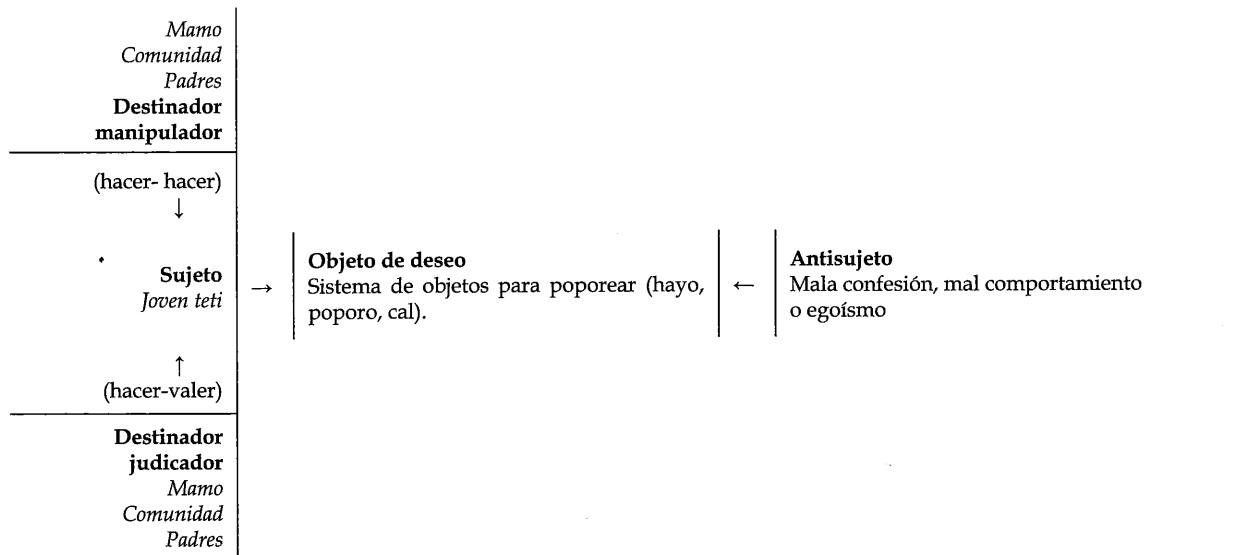 Mamo
Comunidad
Padres
Destinador
manipulador
(hacer- hacer)
↓
Sujeto
Joven teti
→
Objeto de deseo
Sistema de objetos para poporear (hayo,
poporo, cal).
←
Antisujeto
Mala confesión, mal comportamiento
o egoísmo
↑
(hacer-valer)
Destinador
judicador
Mamo
Comunidad
Padres